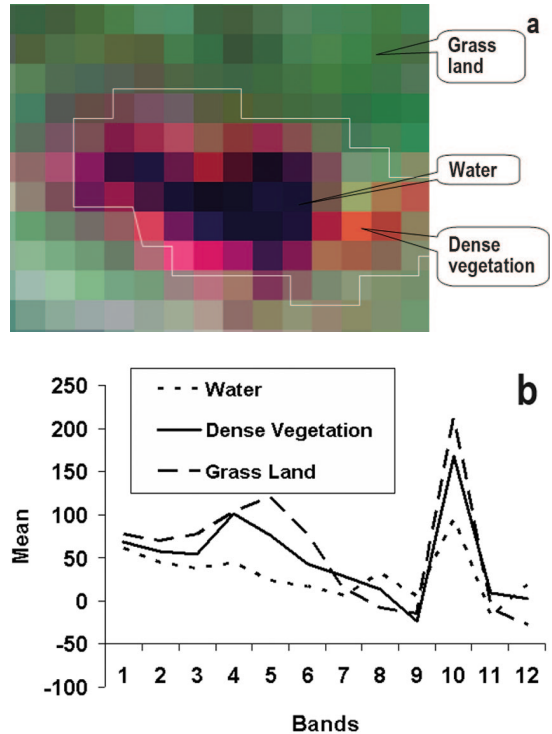 a
Grass
land
Water
Dense
vegetation
b
250
200
150
100
50
0
-50
-100
Mean
Water
Dense Vegetation
Grass Land
1 2 3 4 5 6 7 8 9 10 11 12
Bands